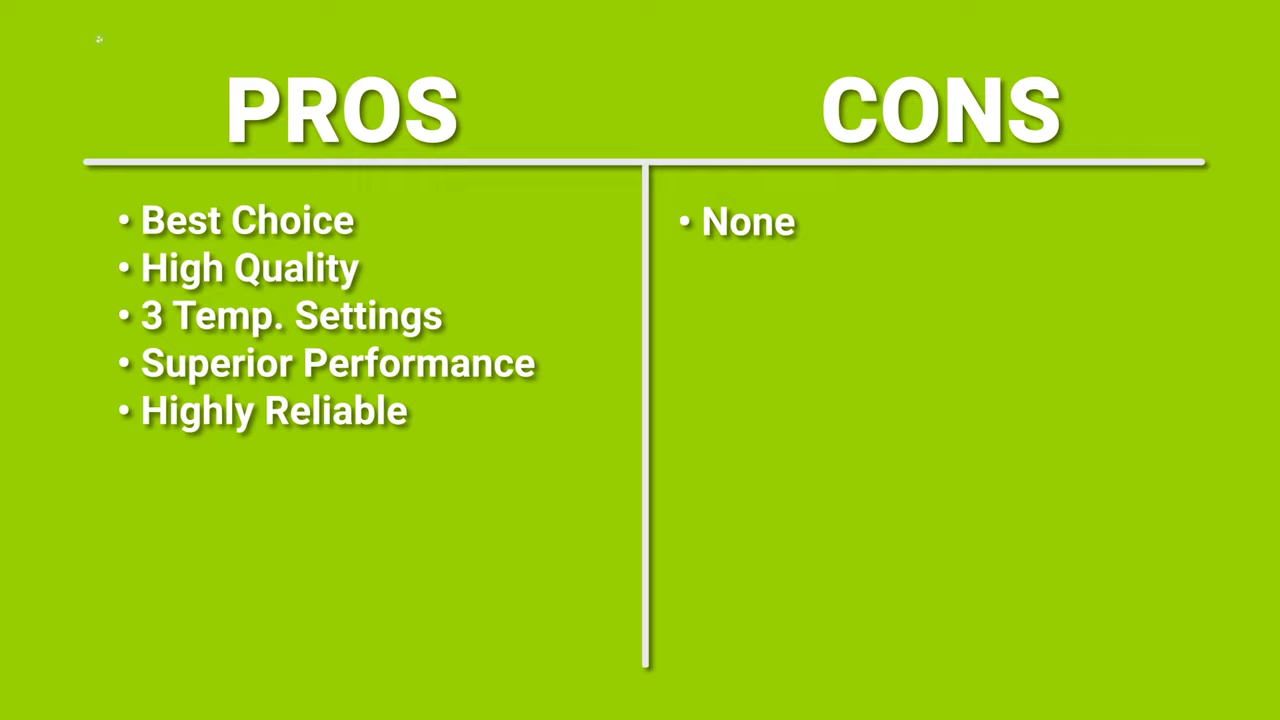 PROS
CONS
• Best Choice
• High Quality
• 3 Temp. Settings
• Superior Performance
• Highly Reliable
• None